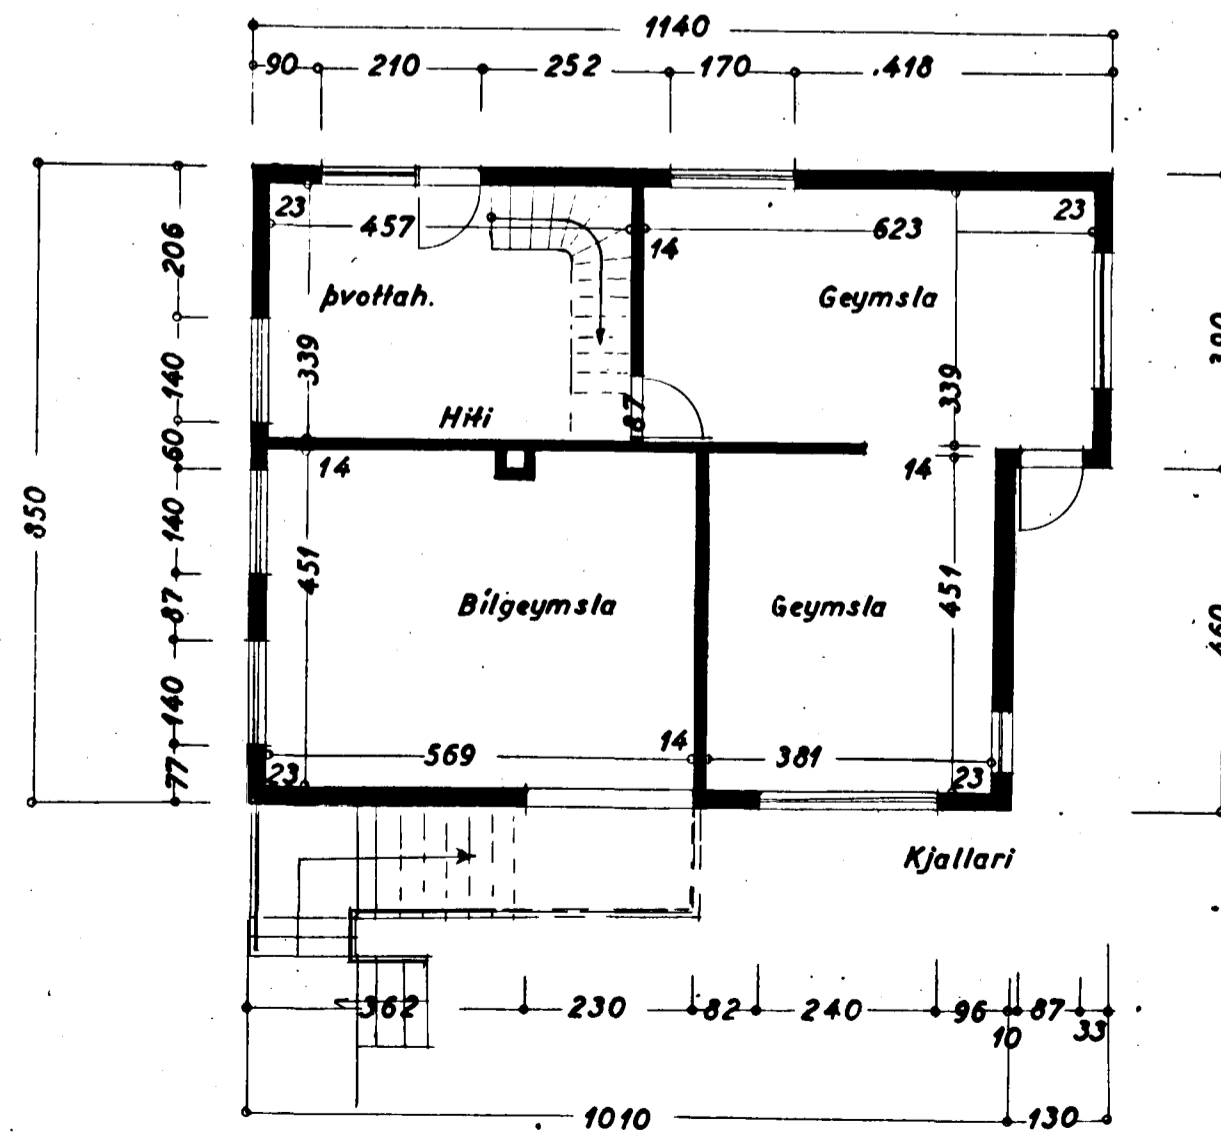 1140
90 210 252 170 418
23 457 14 623 23
206
þvottah. Geymsla
140 339 339
Hiti 87
60 14 14
850
140 451 451
87 Bílgeymsla Geymsla
140 569 14 381
77 23 23
460
Kjallari
362 230 82 240 96 10 87 33
1010 130